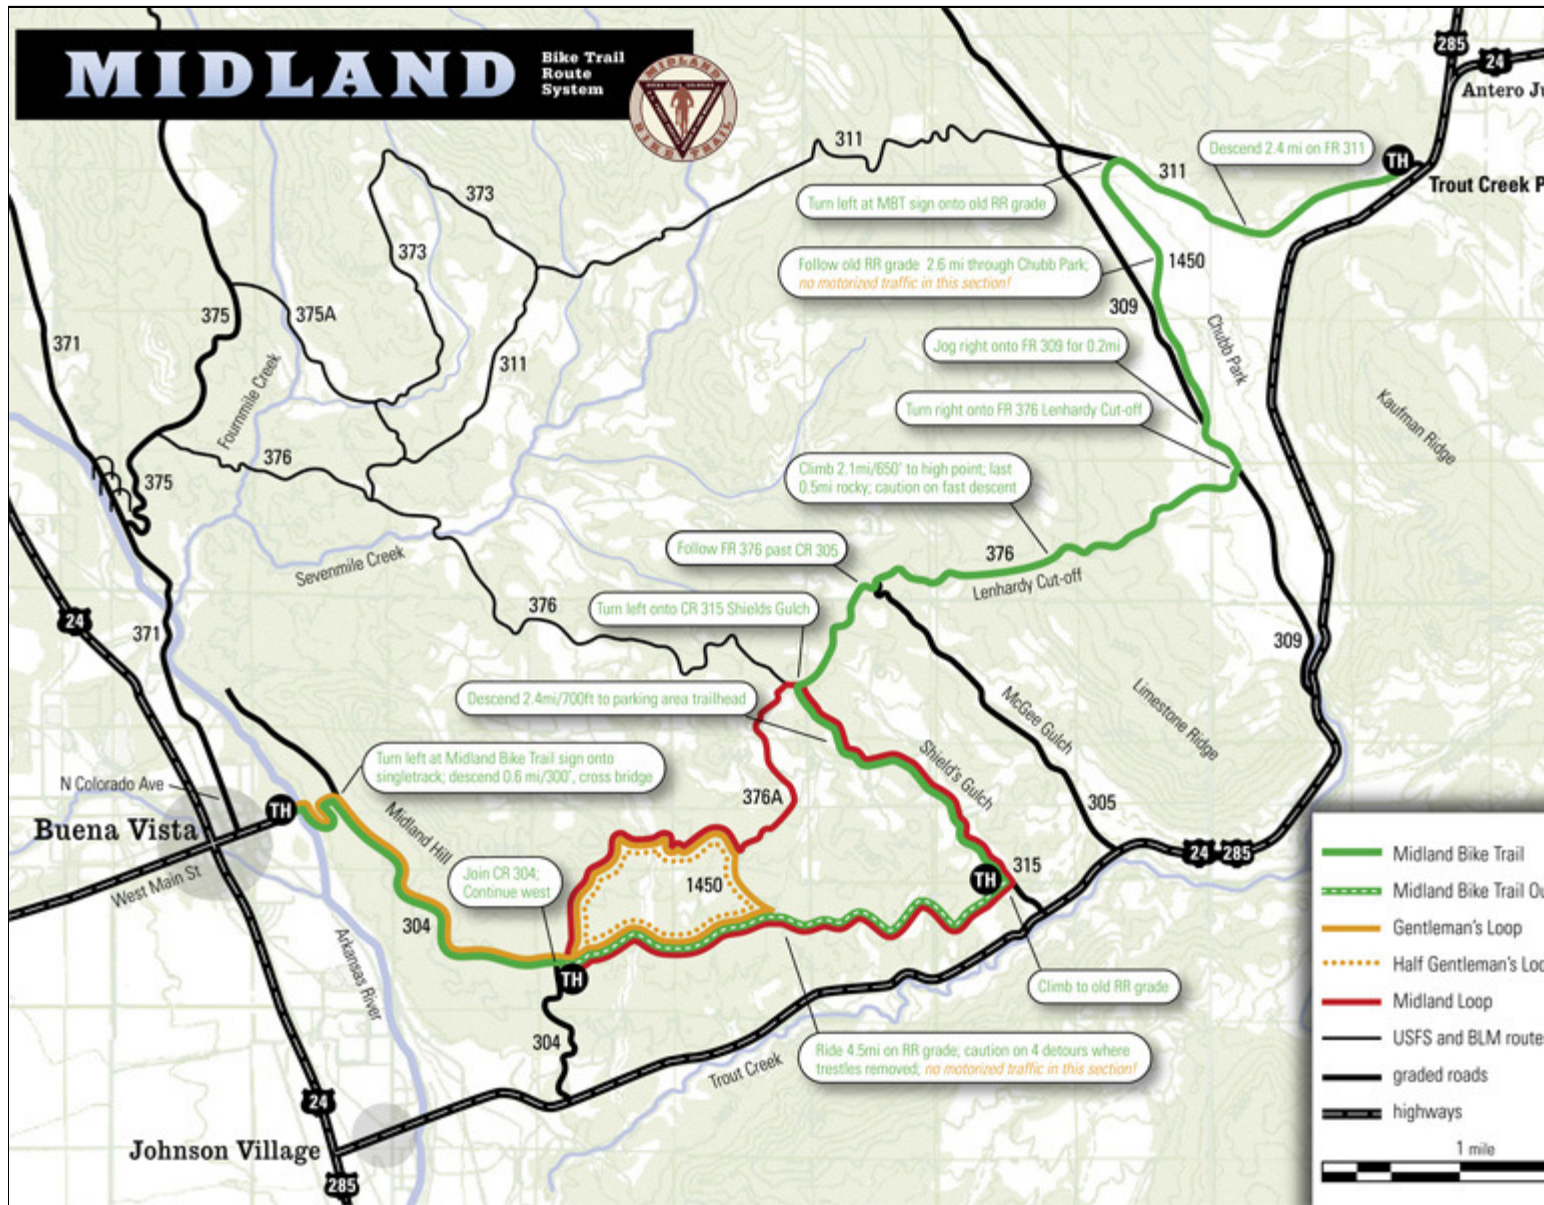 MIDLAND
Bike Trail
Route
System
MIDLAND
BIKE TRAIL
285
24
Antero Ju
TH
Trout Creek P
Descend 2.4 mi on FR 311
311
311
Turn left at MBT sign onto old RR grade
373
373
Follow old RR grade 2.6 mi through Chubb Park;
no motorized traffic in this section!
1450
309
Chubb Park
375
375A
371
Fourmile Creek
311
Jog right onto FR 309 for 0.2mi
Turn right onto FR 376 Lenhardy Cut-off
Kaufman Ridge
376
375
Climb 2.1mi/650' to high point; last
0.5mi rocky; caution on fast descent
Sevenmile Creek
Follow FR 376 past CR 305
376
Lenhardy Cut-off
376
Turn left onto CR 315 Shields Gulch
24
371
309
Descend 2.4mi/700ft to parking area trailhead
McGee Gulch
Limestone Ridge
Shield's Gulch
Turn left at Midland Bike Trail sign onto
singletrack; descend 0.6 mi/300', cross bridge
N Colorado Ave
TH
Midland Hill
376A
305
Buena Vista
West Main St
24
285
Join CR 304;
Continue west
1450
TH
315
304
Arkansas River
TH
Climb to old RR grade
304
Ride 4.5mi on RR grade; caution on 4 detours where
trestles removed; no motorized traffic in this section!
Trout Creek
24
Johnson Village
285
Midland Bike Trail
Midland Bike Trail Ou
Gentleman's Loop
Half Gentleman's Loo
Midland Loop
USFS and BLM routes
graded roads
highways
1 mile